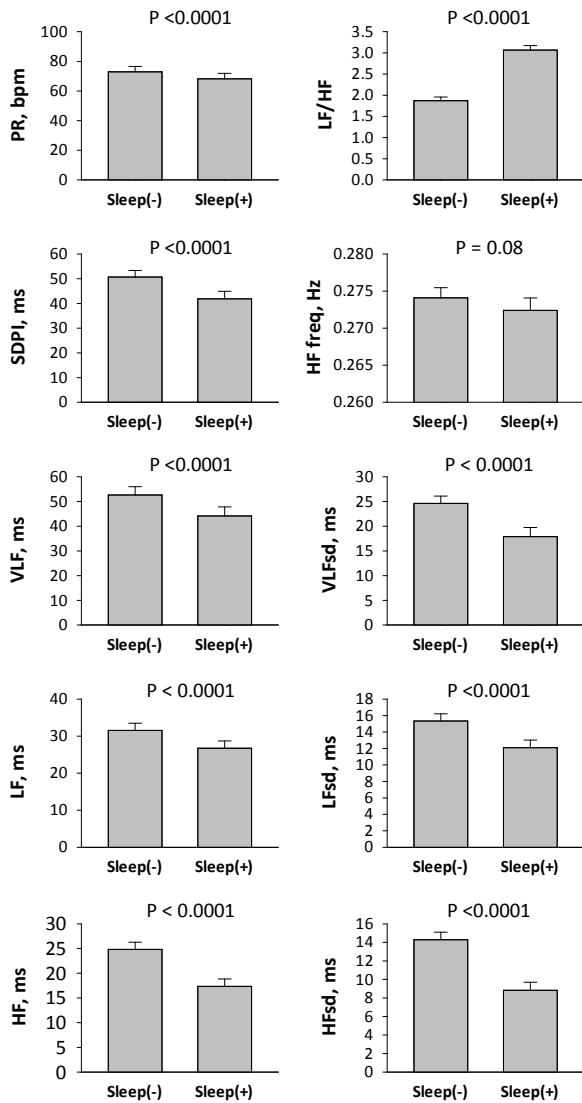 P <0.0001
PR, bpm
100
80
60
40
20
0
Sleep(-) Sleep(+)
P <0.0001
LF/HF
3.5
3.0
2.5
2.0
1.5
1.0
0.5
0.0
Sleep(-) Sleep(+)
P <0.0001
SDPI, ms
60
50
40
30
20
10
0
Sleep(-) Sleep(+)
P = 0.08
HF freq, Hz
0.280
0.275
0.270
0.265
0.260
Sleep(-) Sleep(+)
P <0.0001
VLF, ms
60
50
40
30
20
10
0
Sleep(-) Sleep(+)
P < 0.0001
VLFsd, ms
30
25
20
15
10
5
0
Sleep(-) Sleep(+)
P < 0.0001
LF, ms
40
30
20
10
0
Sleep(-) Sleep(+)
P <0.0001
LFsd, ms
18
16
14
12
10
8
6
4
2
0
Sleep(-) Sleep(+)
P < 0.0001
HF, ms
30
25
20
15
10
5
0
Sleep(-) Sleep(+)
P <0.0001
HFsd, ms
16
14
12
10
8
6
4
2
0
Sleep(-) Sleep(+)